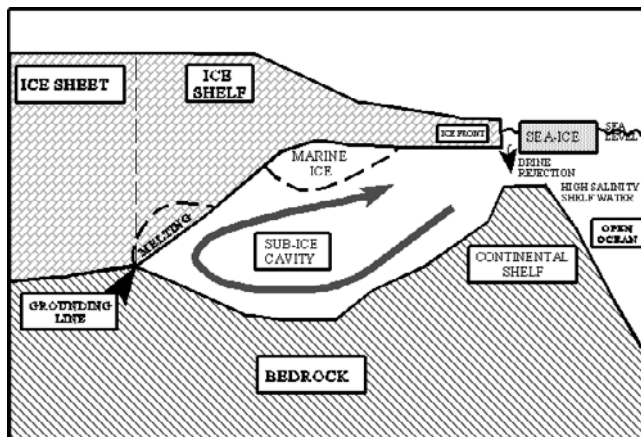 ICE SHEET
ICE
SHELF
ICE FRONT
SEA-ICE
SEA
LEVEL
MARINE
ICE
DRINE
REJECTION
HIGH SALINITY
SHELF WATER
MELTING
OPEN
OCEAN
SUB-ICE
CAVITY
CONTINENTAL
SHELF
GROUNDING
LINE
BEDROCK